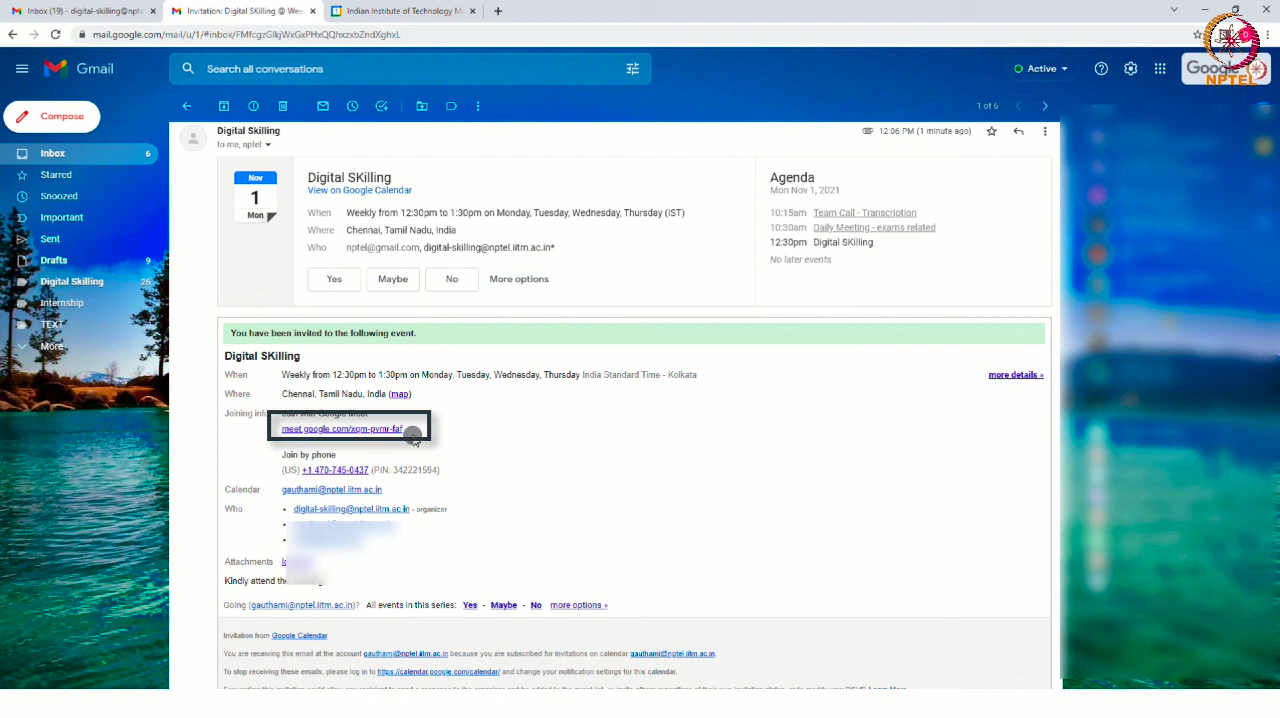 Inbox (19) - digital-skilling@npte
Invitation: Digital SKilling @ Wee
Indian Institute of Technology M
mail.google.com/mail/u/1/#inbox/FMfcgzGlkjWxGxPHxQQhxzxbZndXghxL
Gmail
Search all conversations
Active
Google
NPTEL
Compose
1 of 6
Inbox 6
Starred
Snoozed
Important
Sent
Drafts 9
Digital Skilling 26
Internship
TEXT
More
Digital Skilling
12:06 PM (1 minute ago)
to me, nptel
Nov
1
Mon
Digital SKilling
View on Google Calendar
When Weekly from 12:30pm to 1:30pm on Monday, Tuesday, Wednesday, Thursday (IST)
Where Chennai, Tamil Nadu, India
Who nptel@gmail.com, digital-skilling@nptel.iitm.ac.in*
Yes Maybe No More options
Agenda
Mon Nov 1, 2021
10:15am Team Call - Transcription
10:30am Daily Meeting - exams related
12:30pm Digital SKilling
No later events
You have been invited to the following event.
Digital SKilling
When Weekly from 12:30pm to 1:30pm on Monday, Tuesday, Wednesday, Thursday India Standard Time - Kolkata
more details »
Where Chennai, Tamil Nadu, India (map)
Joining info Join with Google Meet
meet.google.com/xqm-pvmr-faf
Join by phone
(US) +1 470-745-0437 (PIN: 342221594)
Calendar gauthami@nptel.iitm.ac.in
Who • digital-skilling@nptel.iitm.ac.in - organizer
Attachments
Kindly attend the
Going (gauthami@nptel.iitm.ac.in)? All events in this series: Yes - Maybe - No more options »
Invitation from Google Calendar
You are receiving this email at the account gauthami@nptel.iitm.ac.in because you are subscribed for invitations on calendar gauthami@nptel.iitm.ac.in.
To stop receiving these emails, please log in to https://calendar.google.com/calendar/ and change your notification settings for this calendar.